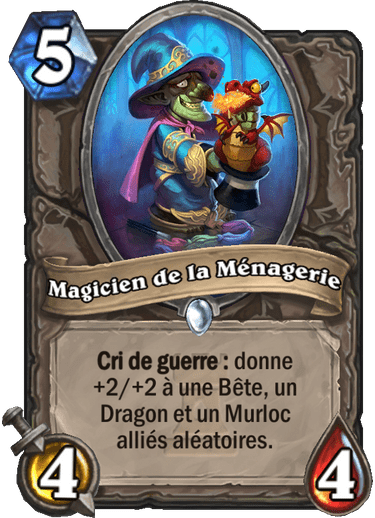 5
Magicien de la Ménagerie
Cri de guerre : donne
+2/+2 à une Bête, un
Dragon et un Murloc
alliés aléatoires.
4
4